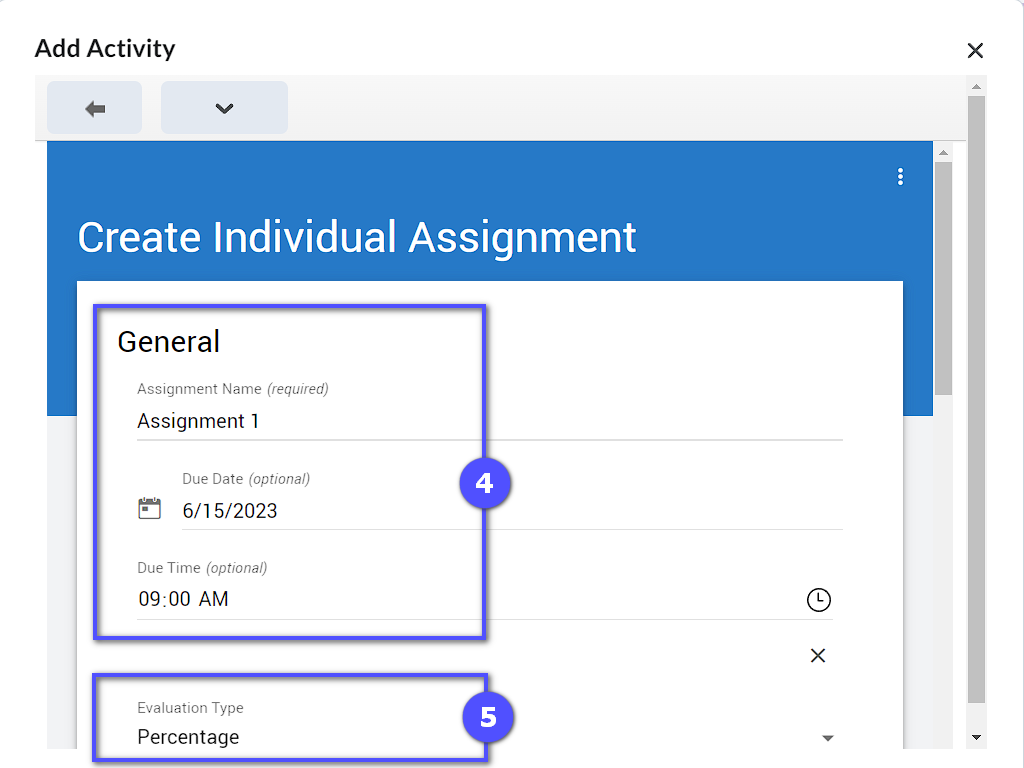 Add Activity
Create Individual Assignment
General
Assignment Name (required)
Assignment 1
Due Date (optional)
4
6/15/2023
Due Time (optional)
09:00 AM
Evaluation Type
5
Percentage